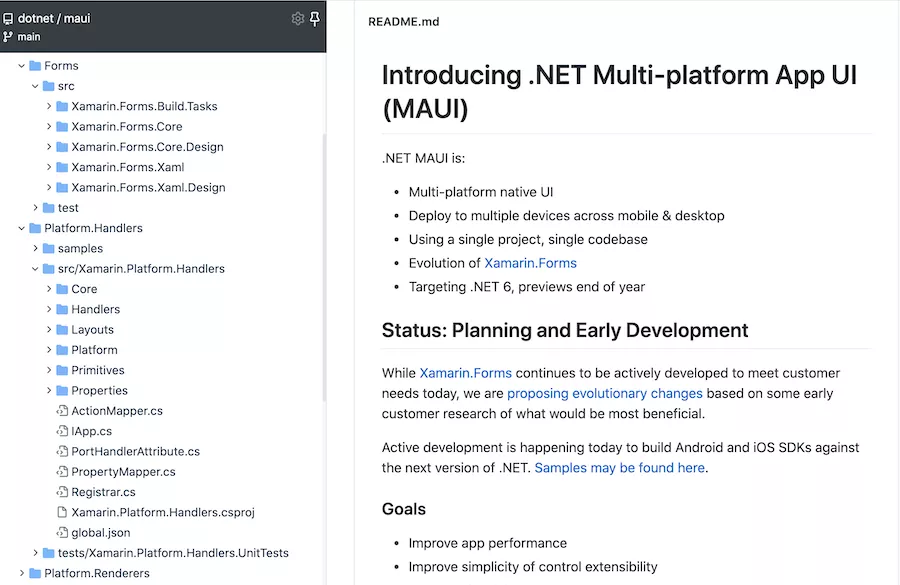 dotnet / maui
main
Forms
src
Xamarin.Forms.Build.Tasks
Xamarin.Forms.Core
Xamarin.Forms.Core.Design
Xamarin.Forms.Xaml
Xamarin.Forms.Xaml.Design
test
Platform.Handlers
samples
src/Xamarin.Platform.Handlers
Core
Handlers
Layouts
Platform
Primitives
Properties
ActionMapper.cs
IApp.cs
PortHandlerAttribute.cs
PropertyMapper.cs
Registrar.cs
Xamarin.Platform.Handlers.csproj
global.json
tests/Xamarin.Platform.Handlers.UnitTests
Platform.Renderers
README.md
Introducing .NET Multi-platform App UI
(MAUI)
.NET MAUI is:
• Multi-platform native UI
• Deploy to multiple devices across mobile & desktop
• Using a single project, single codebase
• Evolution of Xamarin.Forms
• Targeting .NET 6, previews end of year
Status: Planning and Early Development
While Xamarin.Forms continues to be actively developed to meet customer
needs today, we are proposing evolutionary changes based on some early
customer research of what would be most beneficial.
Active development is happening today to build Android and iOS SDKs against
the next version of .NET. Samples may be found here.
Goals
• Improve app performance
• Improve simplicity of control extensibility